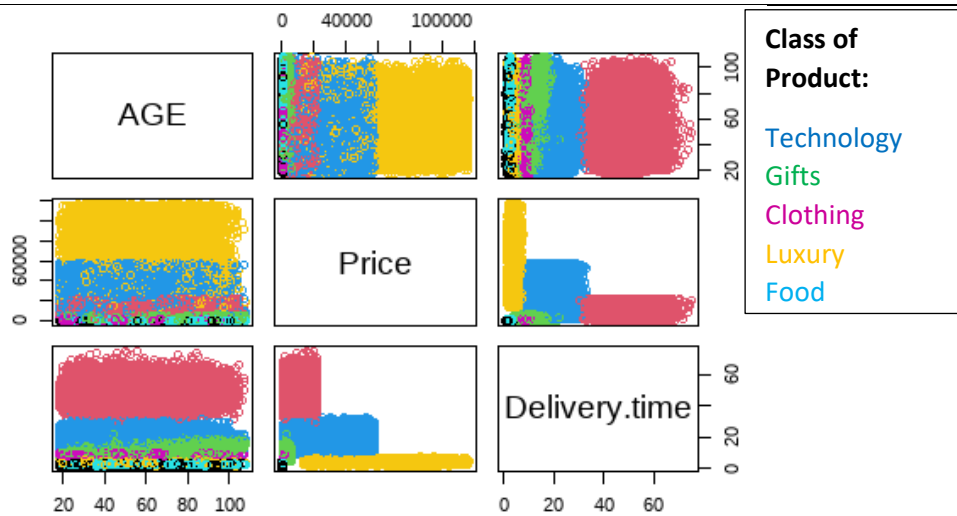 0 40000 100000
AGE
100
60
20
Class of
Product:
Technology
Gifts
Clothing
Luxury
Food
60000
0
Price
Delivery.time
60
40
20
0
20 40 60 80 100
0 20 40 60